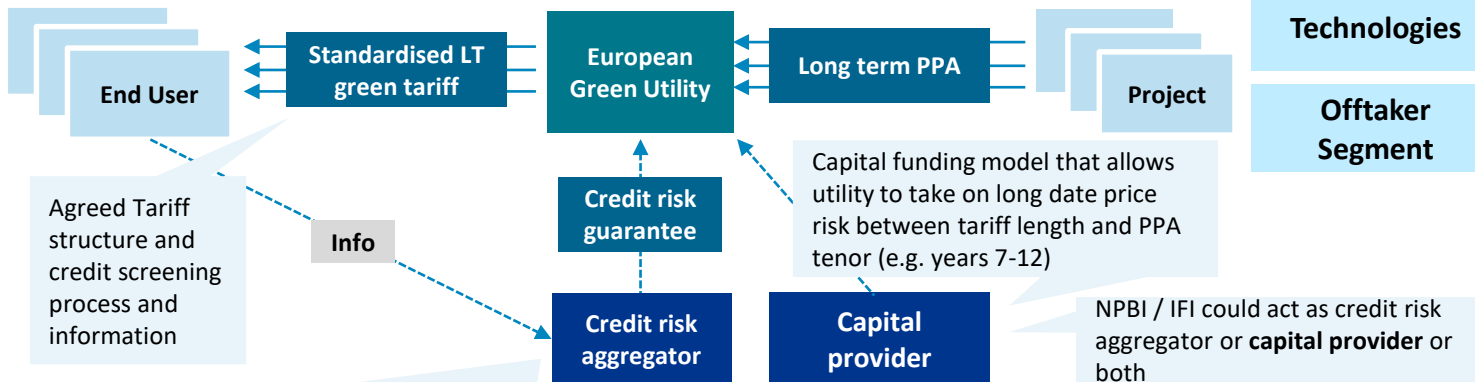 End User
Standardised LT
green tariff
European
Green Utility
Long term PPA
Project
Technologies
Offtaker
Segment
Agreed Tariff
structure and
credit screening
process and
information
Info
Credit risk
guarantee
Capital funding model that allows
utility to take on long date price
risk between tariff length and PPA
tenor (e.g. years 7-12)
Credit risk
aggregator
Capital
provider
NPBI / IFI could act as credit risk
aggregator or capital provider or
both